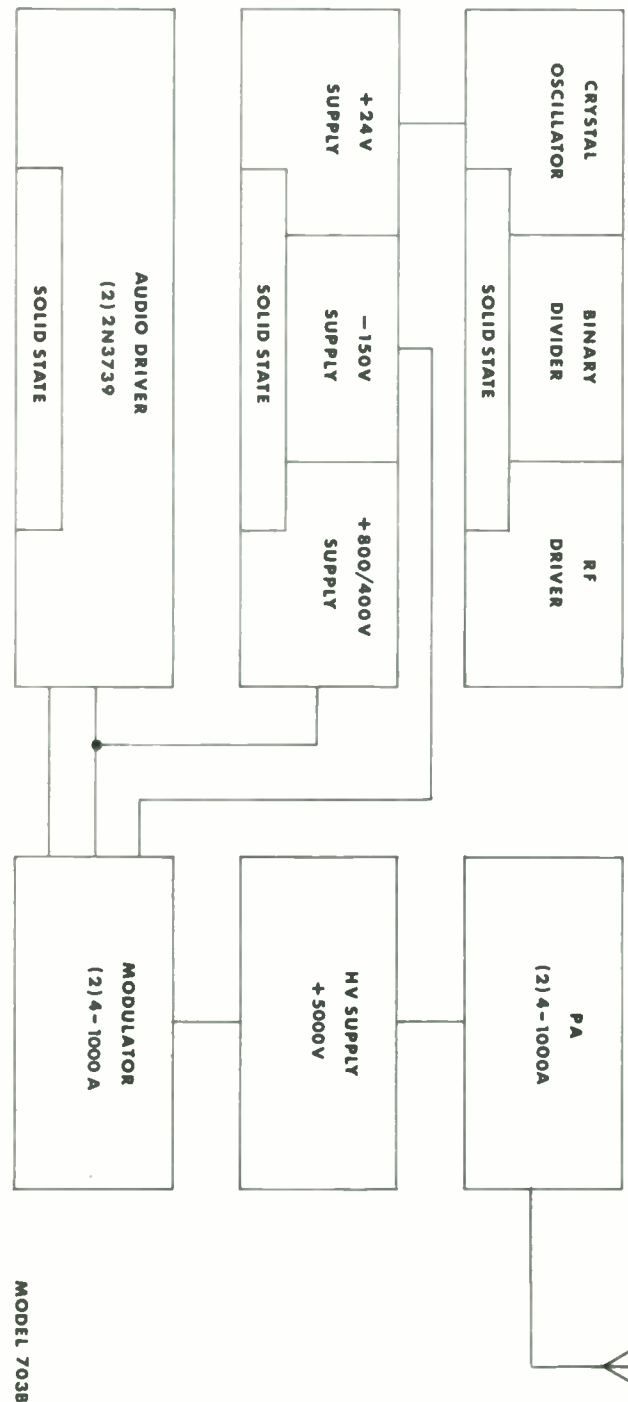 CRYSTAL
OSCILLATOR
BINARY
DIVIDER
RF
DRIVER
SOLID STATE
PA
(2)4-1000A
+24V
SUPPLY
-150V
SUPPLY
+800/400V
SUPPLY
SOLID STATE
HV SUPPLY
+5000V
AUDIO DRIVER
(2)2N3739
SOLID STATE
MODULATOR
(2)4-1000 A
MODEL 703B